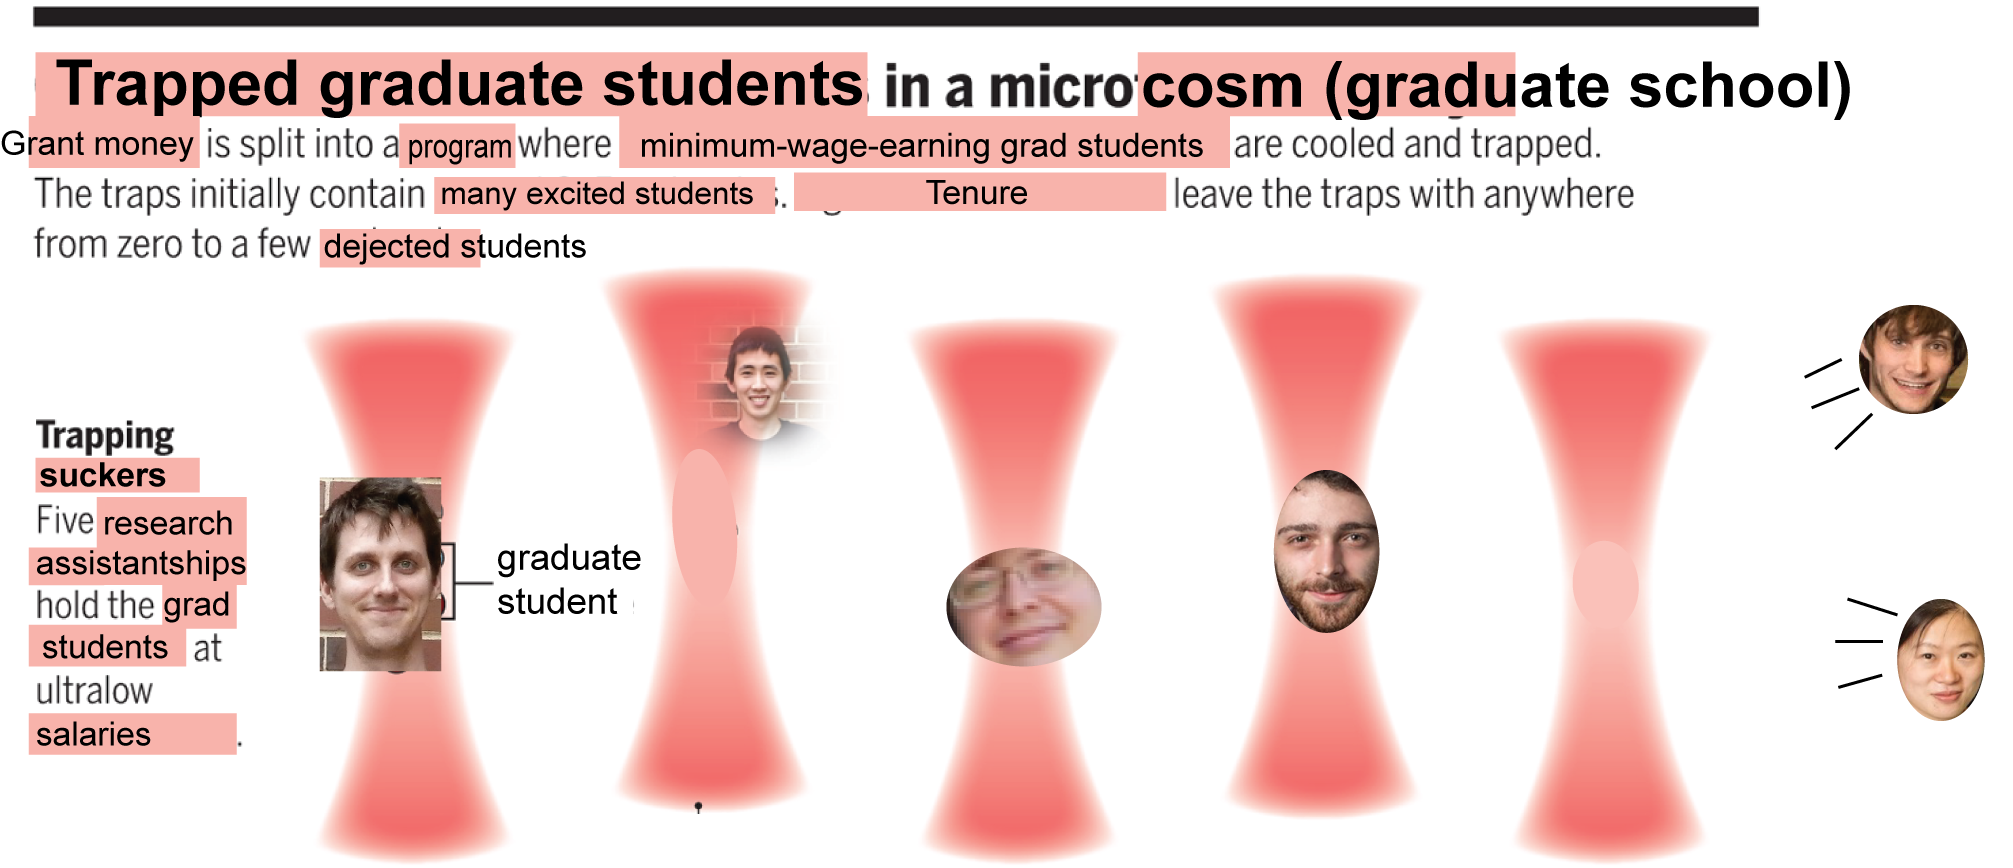 Trapped graduate students in a microcosm (graduate school)
Grant money is split into a program where minimum-wage-earning grad students are cooled and trapped.
The traps initially contain many excited students. Tenure leave the traps with anywhere
from zero to a few dejected students
Trapping
suckers
Five research
assistantships
hold the grad
students at
ultralow
salaries.
graduate
student